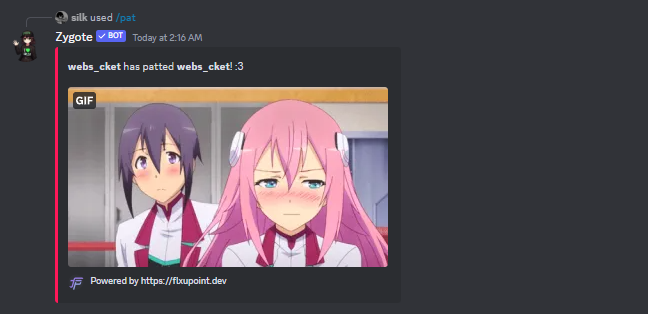 silk used /pat
Zygote ✓ BOT Today at 2:16 AM
webs_cket has patted webs_cket! :3
GIF
Powered by https://flxupoint.dev